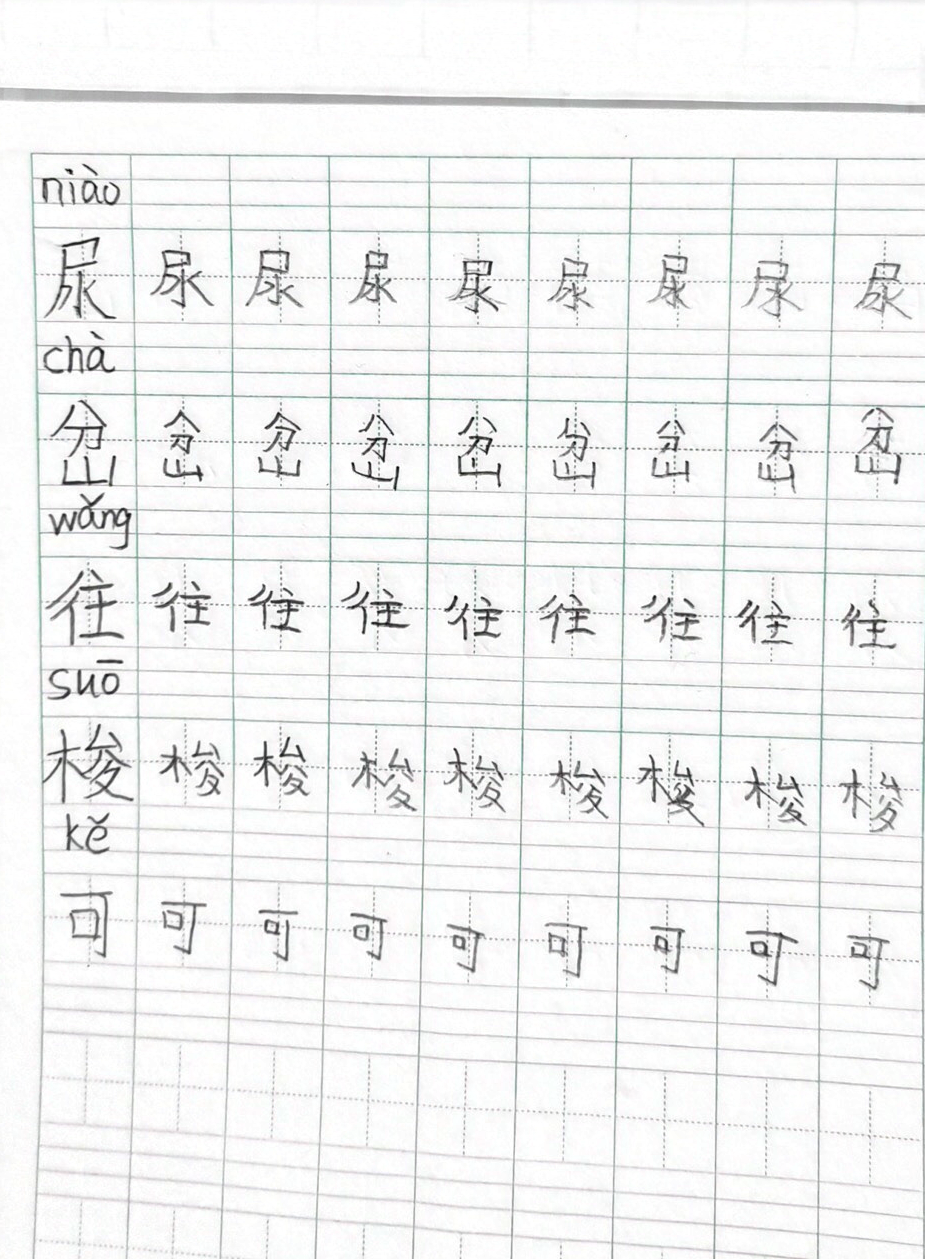 niào
尿 尿 尿 尿 尿 尿 尿 尿 尿
chà
岔 岔 岔 岔 岔 岔 岔 岔 岔
wǎng
往 往 往 往 往 往 往 往 往
suō
梭 梭 梭 梭 梭 梭 梭 梭 梭
kě
可 可 可 可 可 可 可 可 可